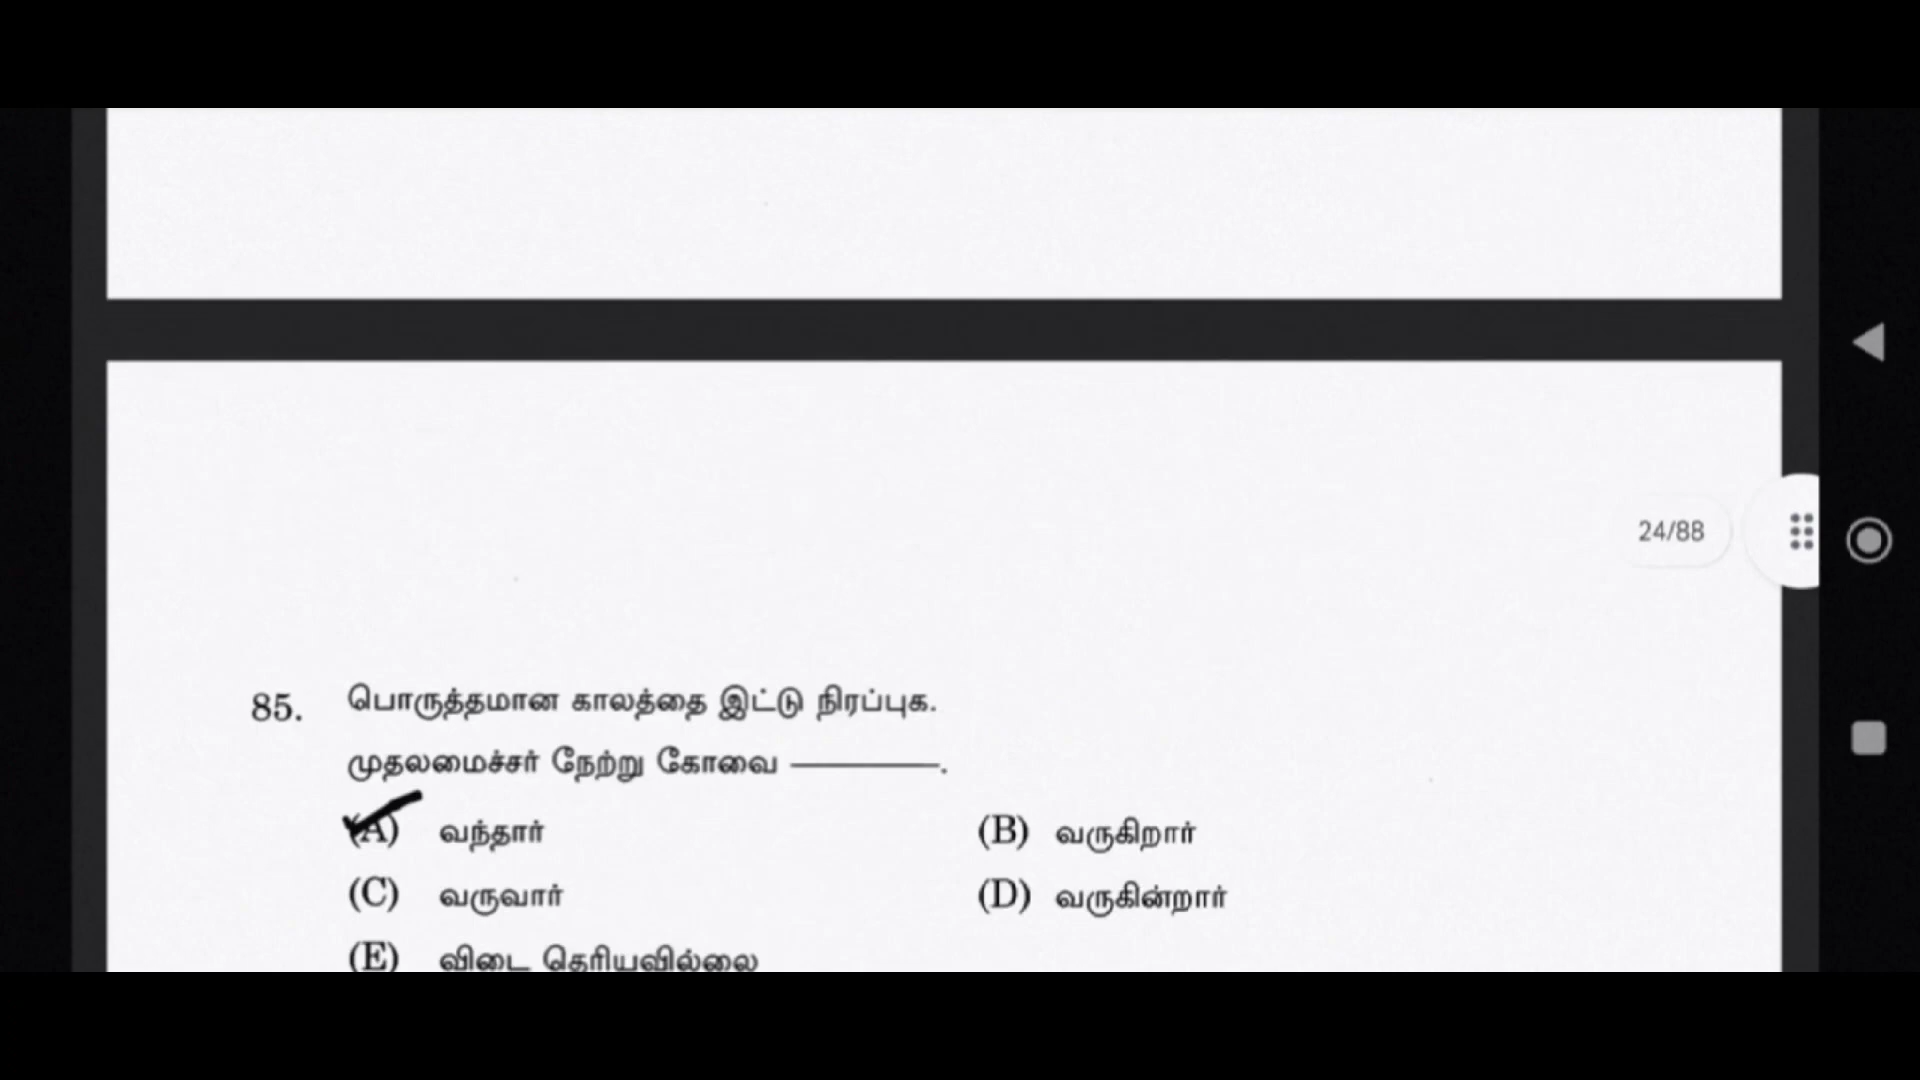 24/88
85. பொருத்தமான காலத்தை இட்டு நிரப்புக.
முதலமைச்சர் நேற்று கோவை ————.
(A) வந்தார் (B) வருகிறார்
(C) வருவார் (D) வருகின்றார்
(E) விடை தெரியவில்லை